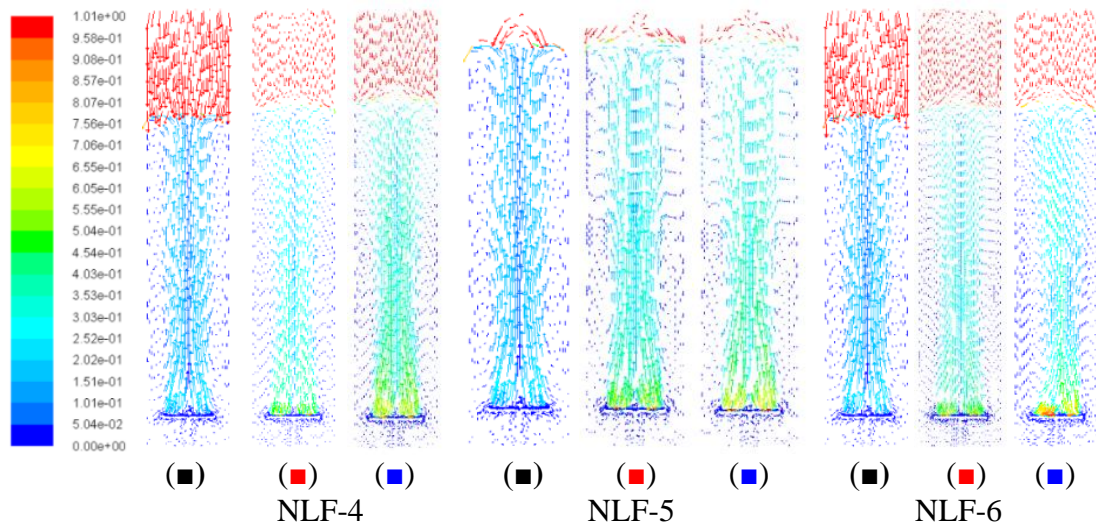 1.01e+00
9.58e-01
9.08e-01
8.57e-01
8.07e-01
7.56e-01
7.06e-01
6.55e-01
6.05e-01
5.55e-01
5.04e-01
4.54e-01
4.03e-01
3.53e-01
3.03e-01
2.52e-01
2.02e-01
1.51e-01
1.01e-01
5.04e-02
0.00e+00
(■) (■) (■) (■) (■) (■) (■) (■) (■)
NLF-4 NLF-5 NLF-6